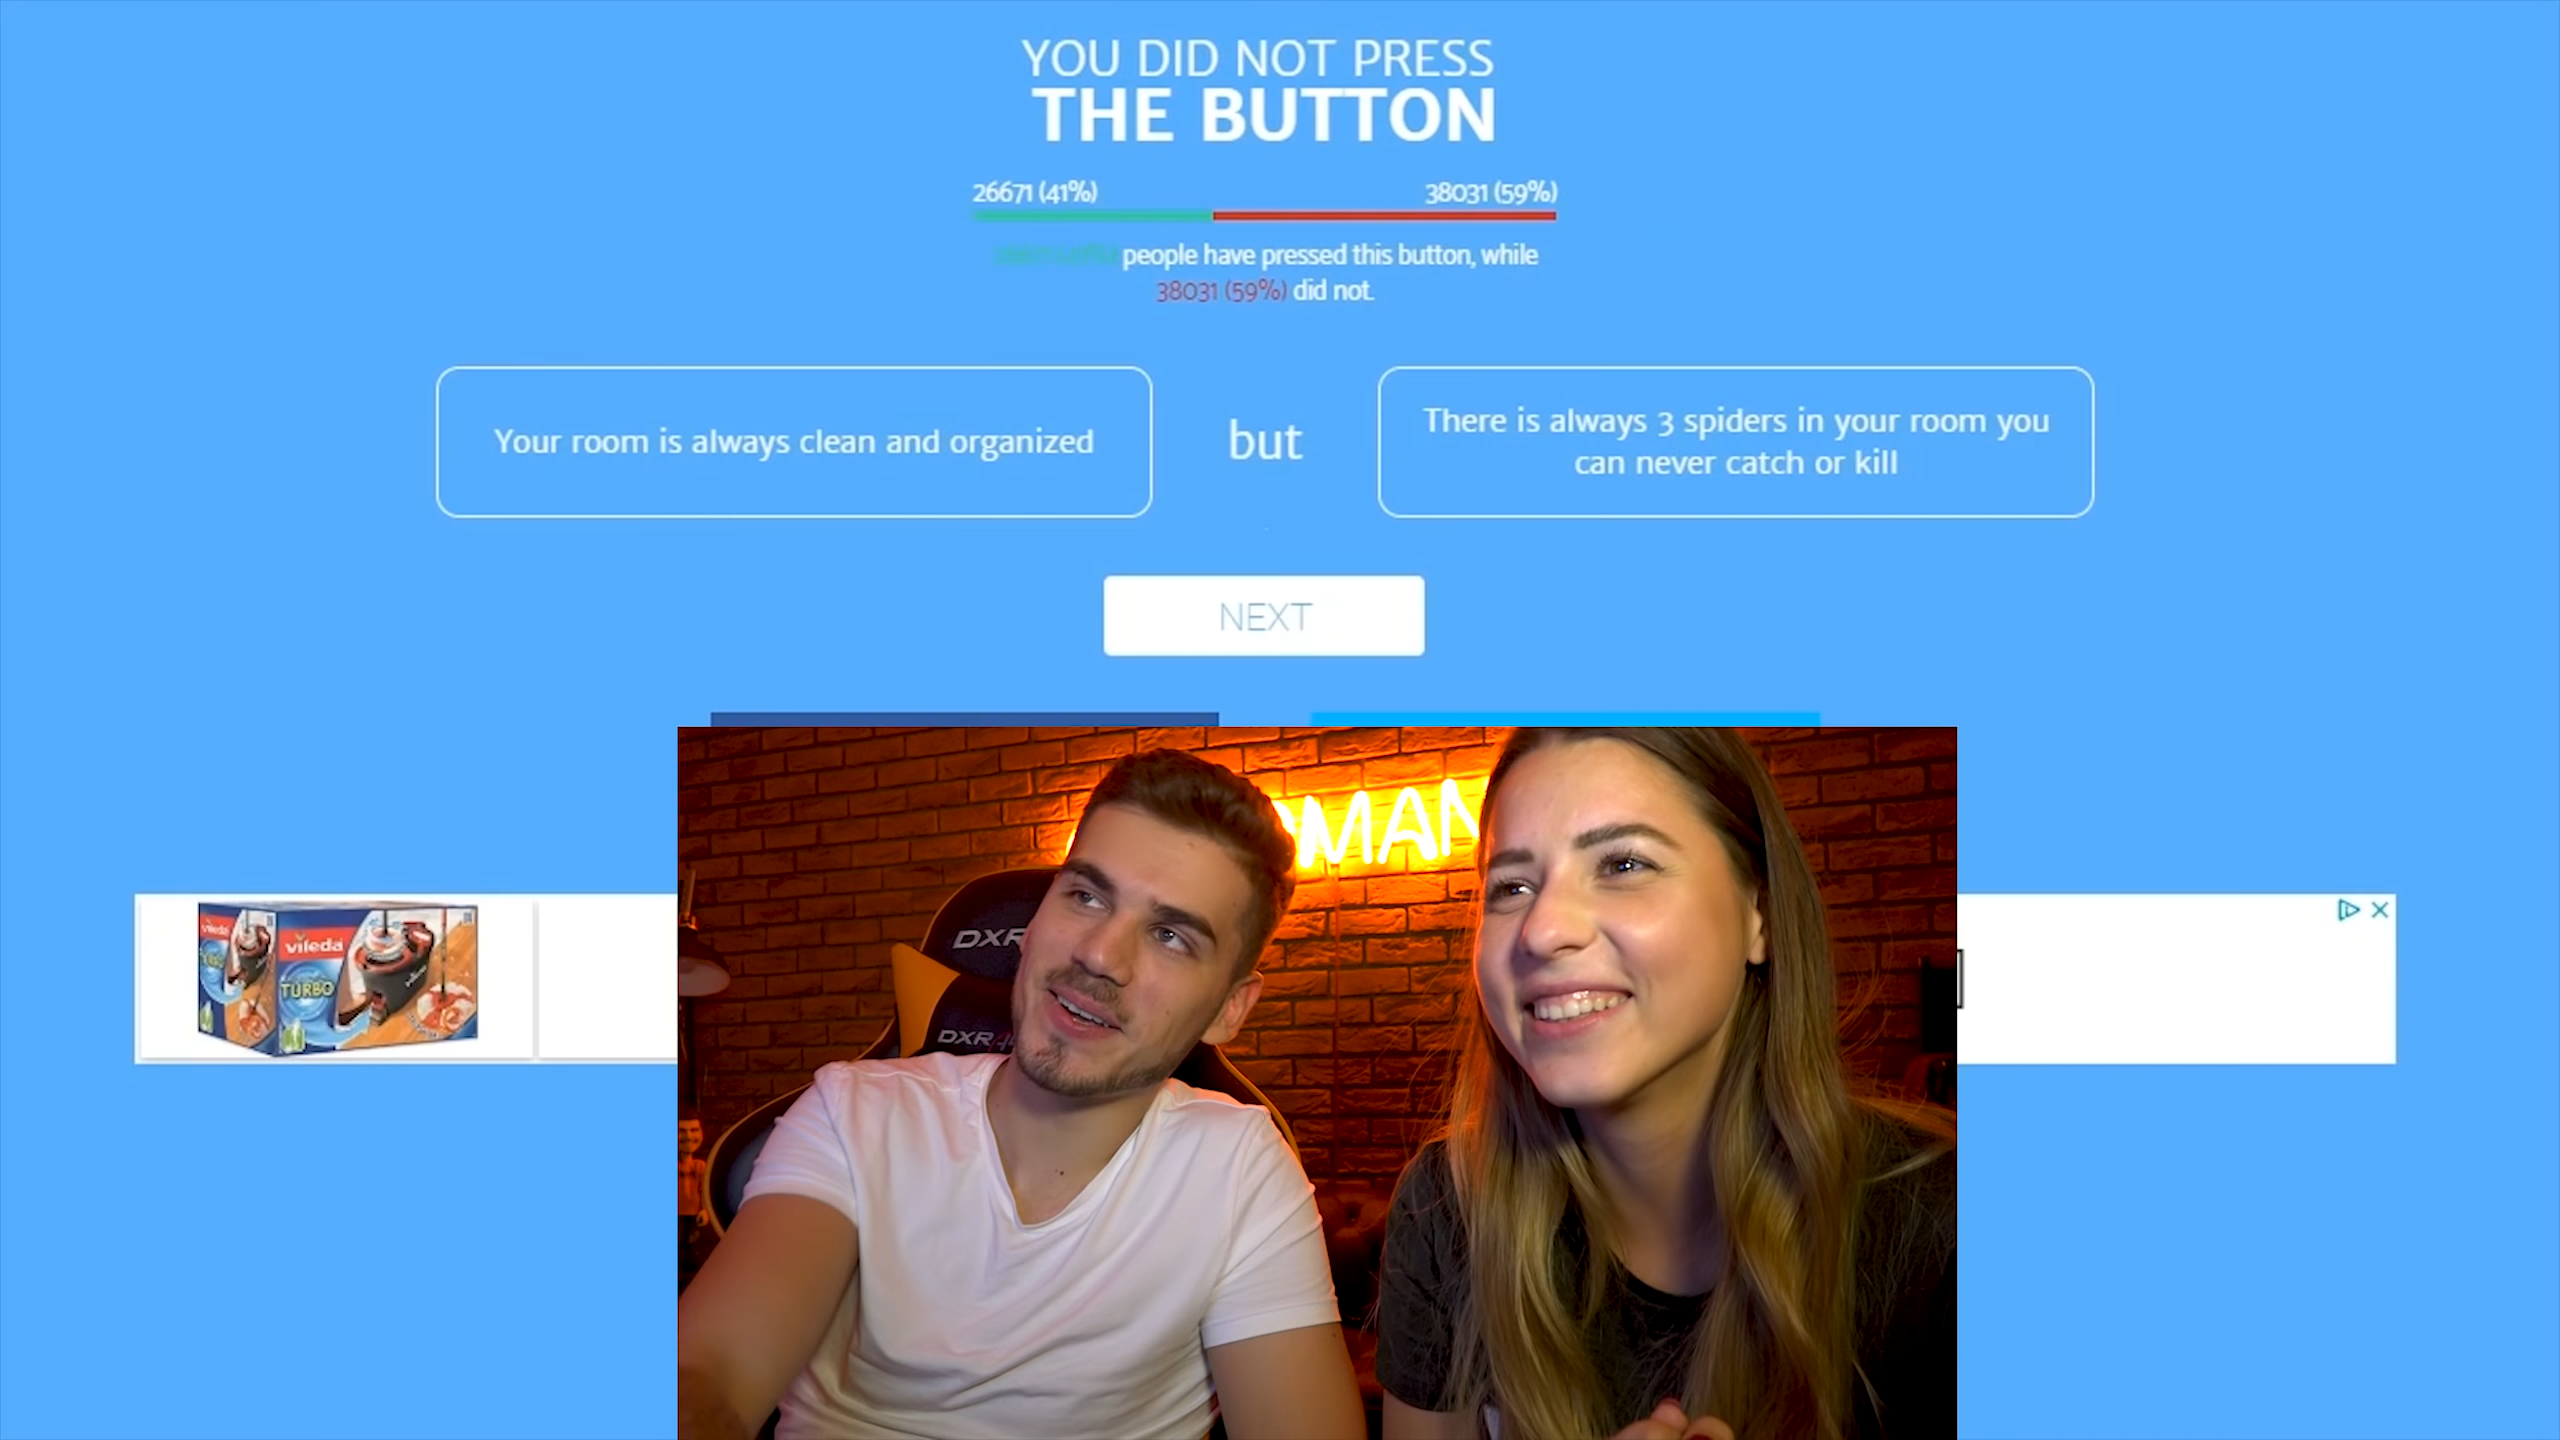 YOU DID NOT PRESS
THE BUTTON
26671 (41%)
38031 (59%)
people have pressed this button, while
38031 (59%) did not.
Your room is always clean and organized
but
There is always 3 spiders in your room you
can never catch or kill
NEXT
vileda
vileda
TURBO
DXR
DXR